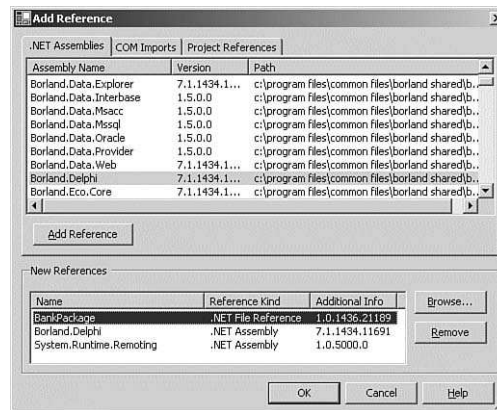 Add Reference
.NET Assemblies COM Imports Project References
Assembly Name Version Path
Borland.Data.Explorer 7.1.1434.1... c:\program files\common files\borland shared\b...
Borland.Data.Interbase 1.5.0.0 c:\program files\common files\borland shared\b...
Borland.Data.Msacc 1.5.0.0 c:\program files\common files\borland shared\b...
Borland.Data.Mssql 1.5.0.0 c:\program files\common files\borland shared\b...
Borland.Data.Oracle 1.5.0.0 c:\program files\common files\borland shared\b...
Borland.Data.Provider 1.5.0.0 c:\program files\common files\borland shared\b...
Borland.Data.Web 7.1.1434.1... c:\program files\common files\borland shared\b...
Borland.Delphi 7.1.1434.1... c:\program files\common files\borland shared\b...
Borland.Eco.Core 7.1.1434.1... c:\program files\common files\borland shared\b...
Add Reference
New References
Name Reference Kind Additional Info
BankPackage .NET File Reference 1.0.1436.21189
Borland.Delphi .NET Assembly 7.1.1434.11691
System.Runtime.Remoting .NET Assembly 1.0.5000.0
Browse...
Remove
OK Cancel Help